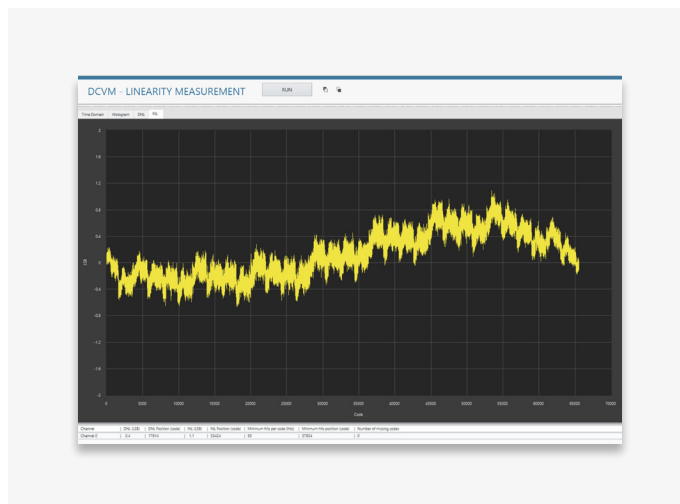 DCVM - LINEARITY MEASUREMENT RUN
Time Domain Histogram DNL INL
2
1.6
1.2
0.8
0.4
0
-0.4
-0.8
-1.2
-1.6
-2
LSB
0 5000 10000 15000 20000 25000 30000 35000 40000 45000 50000 55000 60000 65000 70000
Code
Channel | DNL (LSB) | DNL Position (code) | INL (LSB) | INL Position (code) | Minimum hits per code (hits) | Minimum hits position (code) | Number of missing codes
Channel 0 | 0.4 | | 1.1 | | | | 0